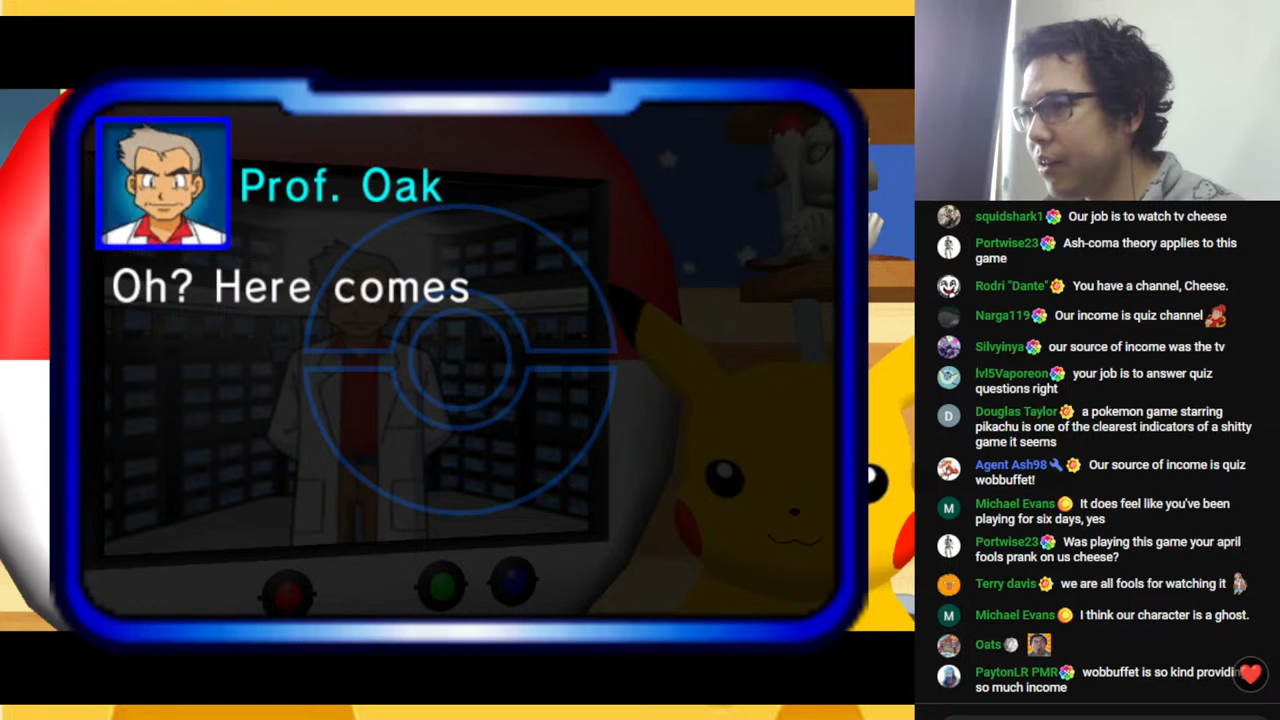 Prof. Oak
Oh? Here comes
squidshark1 Our job is to watch tv cheese
Portwise23 Ash-coma theory applies to this
game
Rodri "Dante" You have a channel, Cheese.
Narga119 Our income is quiz channel
Silvyinya our source of income was the tv
lvl5Vaporeon your job is to answer quiz
questions right
D
Douglas Taylor a pokemon game starring
pikachu is one of the clearest indicators of a shitty
game it seems
Agent Ash98 Our source of income is quiz
wobbuffet!
M
Michael Evans It does feel like you've been
playing for six days, yes
Portwise23 Was playing this game your april
fools prank on us cheese?
Terry davis we are all fools for watching it
M
Michael Evans I think our character is a ghost.
Oats
PaytonLR PMR wobbuffet is so kind providin
so much income